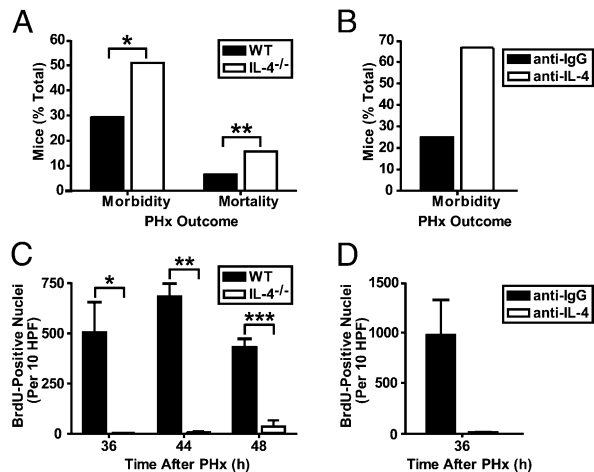 A
B
Mice (% Total)
60
50
40
30
20
10
0
*
**
WT
IL-4-/-
Morbidity
Mortality
PHx Outcome
Mice (% Total)
70
60
50
40
30
20
10
0
anti-IgG
anti-IL-4
Morbidity
PHx Outcome
C
D
BrdU-Positive Nuclei
(Per 10 HPF)
750
500
250
0
*
**
***
WT
IL-4-/-
36
44
48
Time After PHx (h)
BrdU-Positive Nuclei
(Per 10 HPF)
1500
1000
500
0
anti-IgG
anti-IL-4
36
Time After PHx (h)